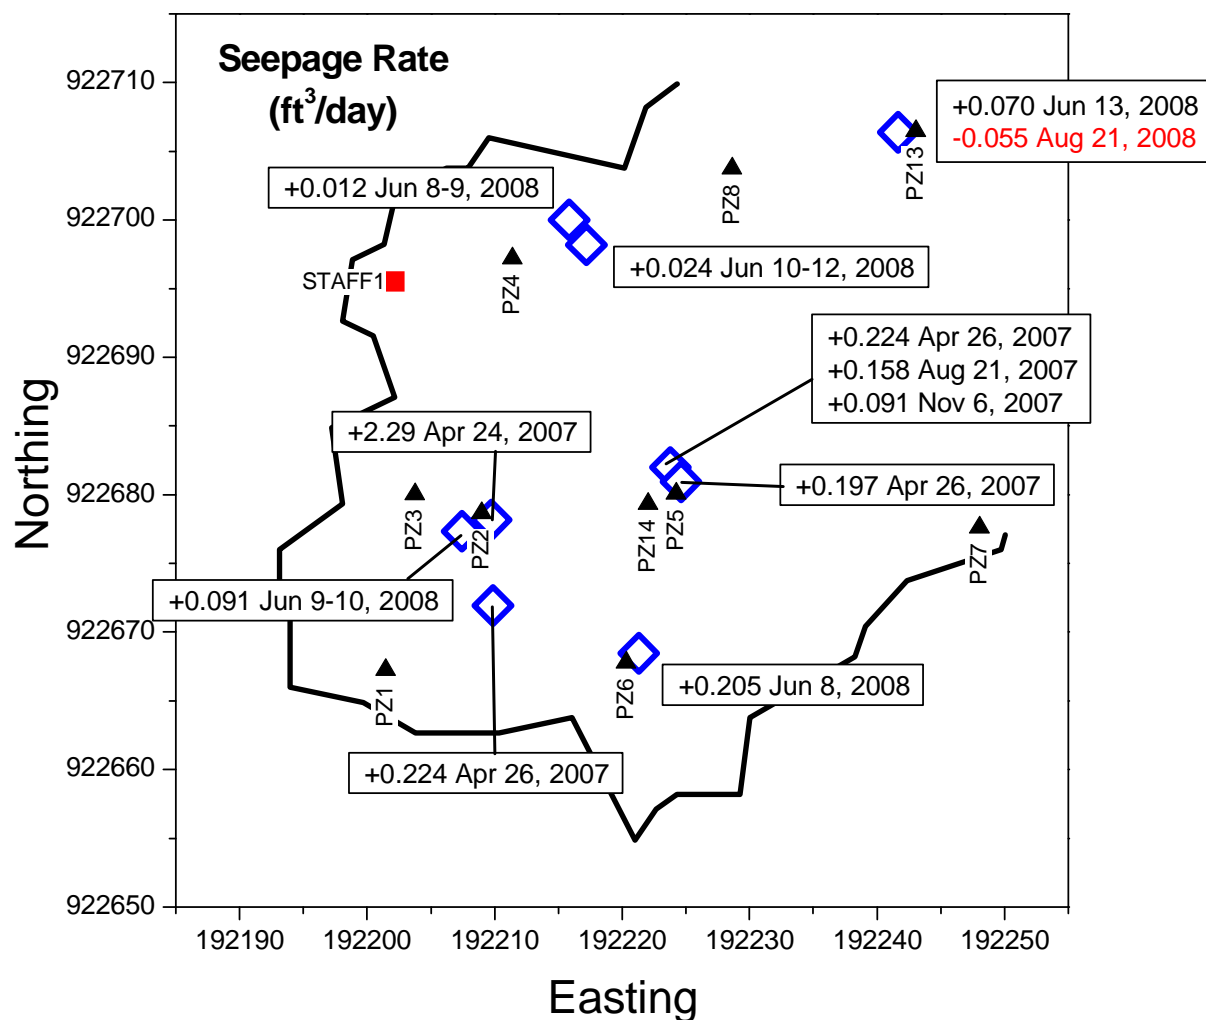 Seepage Rate
(ft³/day)
922710
922700
922690
922680
922670
922660
922650
Northing
+0.070 Jun 13, 2008
-0.055 Aug 21, 2008
PZ13
PZ8
+0.012 Jun 8-9, 2008
+0.024 Jun 10-12, 2008
PZ4
STAFF1
+0.224 Apr 26, 2007
+0.158 Aug 21, 2007
+0.091 Nov 6, 2007
+2.29 Apr 24, 2007
+0.197 Apr 26, 2007
PZ3
PZ2
PZ14
PZ5
PZ7
+0.091 Jun 9-10, 2008
PZ1
PZ6
+0.205 Jun 8, 2008
+0.224 Apr 26, 2007
192190 192200 192210 192220 192230 192240 192250
Easting